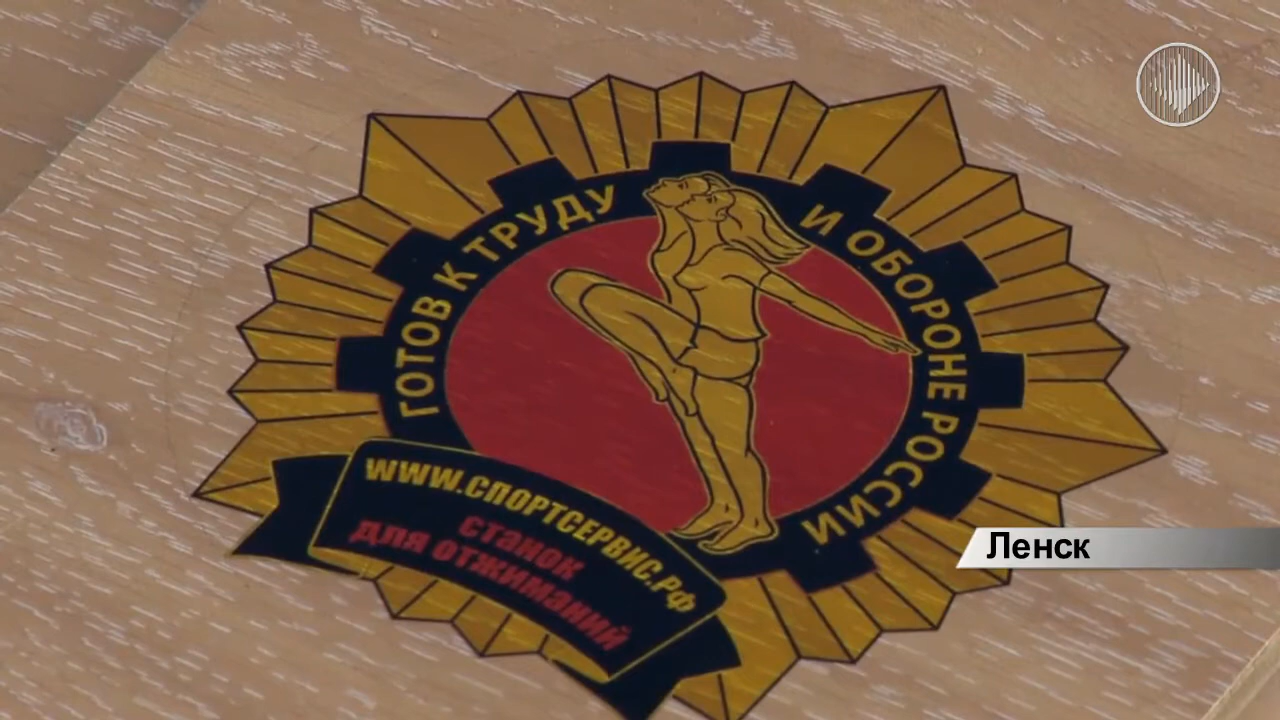 ГОТОВ К ТРУДУ
И ОБОРОНЕ РОССИИ
WWW.СПОРТСЕРВИС.РФ
СТАНОК
ДЛЯ ОТЖИМАНИЙ
Ленск